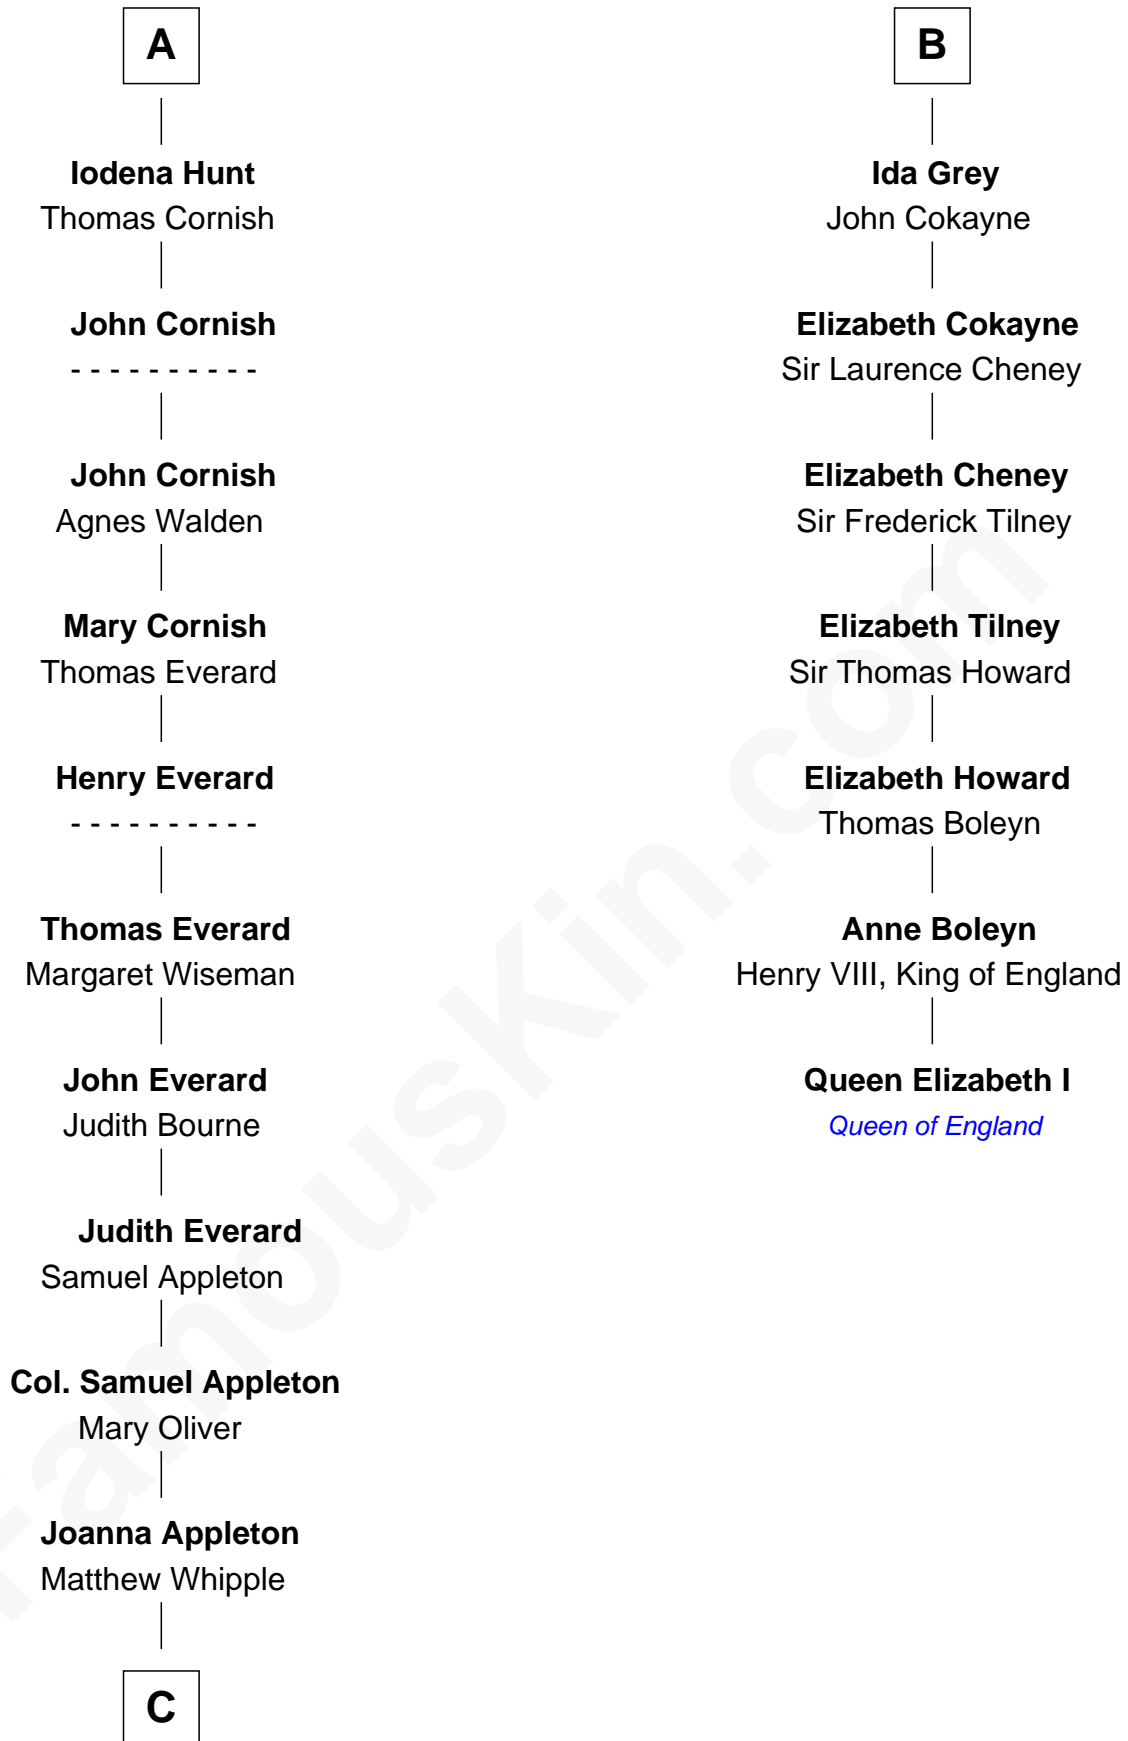 A
Iodena Hunt
Thomas Cornish
John Cornish
- - - - - - - - - -
John Cornish
Agnes Walden
Mary Cornish
Thomas Everard
Henry Everard
- - - - - - - - - -
Thomas Everard
Margaret Wiseman
John Everard
Judith Bourne
Judith Everard
Samuel Appleton
Col. Samuel Appleton
Mary Oliver
Joanna Appleton
Matthew Whipple
C
B
Ida Grey
John Cokayne
Elizabeth Cokayne
Sir Laurence Cheney
Elizabeth Cheney
Sir Frederick Tilney
Elizabeth Tilney
Sir Thomas Howard
Elizabeth Howard
Thomas Boleyn
Anne Boleyn
Henry VIII, King of England
Queen Elizabeth I
Queen of England
FamousKin.com